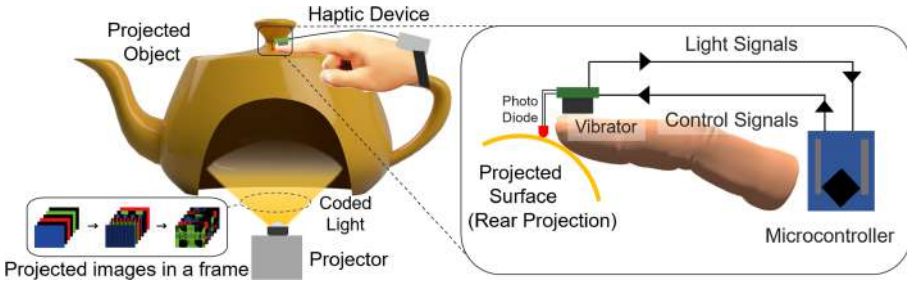 Projected
Object
Haptic Device
Coded
Light
Projector
Projected images in a frame
Light Signals
Photo
Diode
Vibrator
Control Signals
Projected
Surface
(Rear Projection)
Microcontroller